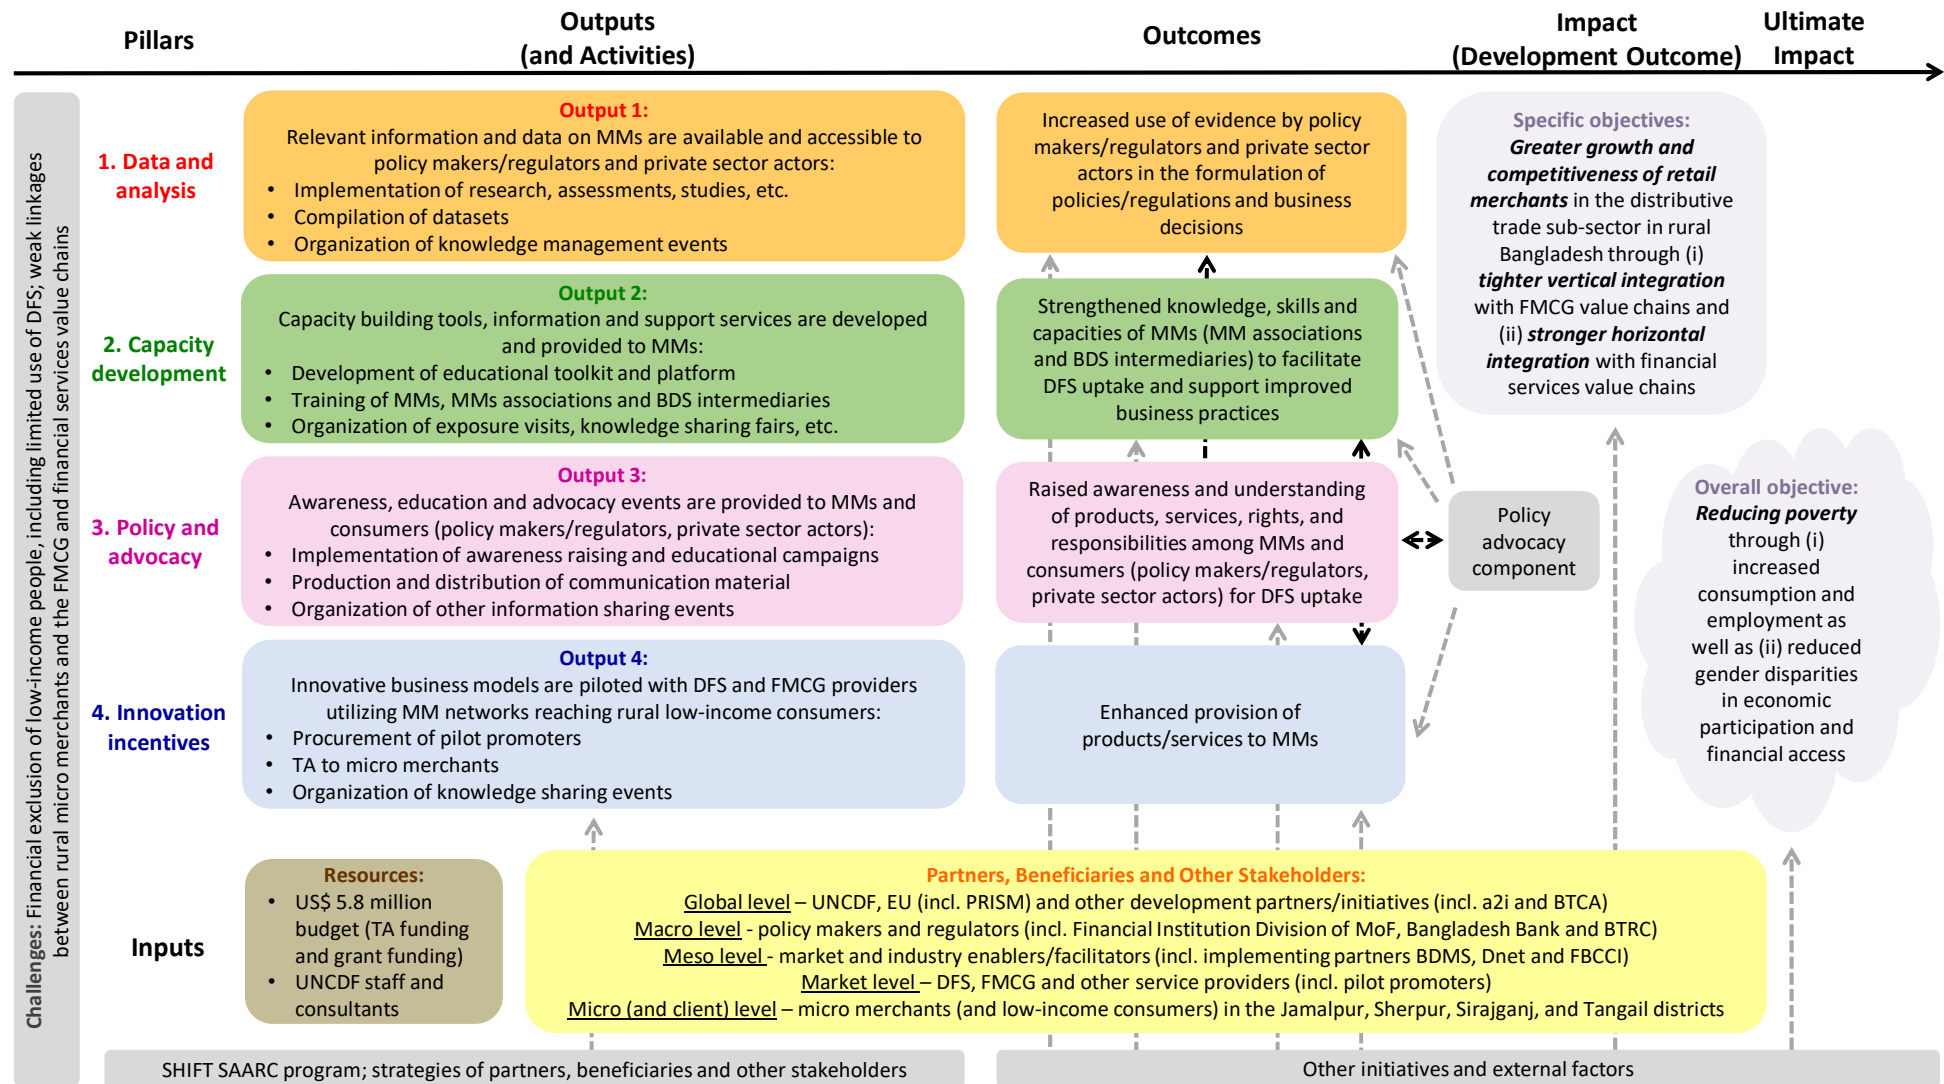 Pillars
Outputs
(and Activities)
Outcomes
Impact
(Development Outcome)
Ultimate
Impact
Challenges: Financial exclusion of low-income people, including limited use of DFS; weak linkages
between rural micro merchants and the FMCG and financial services value chains
1. Data and
analysis
Output 1:
Relevant information and data on MMs are available and accessible to
policy makers/regulators and private sector actors:
• Implementation of research, assessments, studies, etc.
• Compilation of datasets
• Organization of knowledge management events
Increased use of evidence by policy
makers/regulators and private sector
actors in the formulation of
policies/regulations and business
decisions
2. Capacity
development
Output 2:
Capacity building tools, information and support services are developed
and provided to MMs:
• Development of educational toolkit and platform
• Training of MMs, MMs associations and BDS intermediaries
• Organization of exposure visits, knowledge sharing fairs, etc.
Strengthened knowledge, skills and
capacities of MMs (MM associations
and BDS intermediaries) to facilitate
DFS uptake and support improved
business practices
3. Policy and
advocacy
Output 3:
Awareness, education and advocacy events are provided to MMs and
consumers (policy makers/regulators, private sector actors):
• Implementation of awareness raising and educational campaigns
• Production and distribution of communication material
• Organization of other information sharing events
Raised awareness and understanding
of products, services, rights, and
responsibilities among MMs and
consumers (policy makers/regulators,
private sector actors) for DFS uptake
Policy
advocacy
component
4. Innovation
incentives
Output 4:
Innovative business models are piloted with DFS and FMCG providers
utilizing MM networks reaching rural low-income consumers:
• Procurement of pilot promoters
• TA to micro merchants
• Organization of knowledge sharing events
Enhanced provision of
products/services to MMs
Specific objectives:
Greater growth and
competitiveness of retail
merchants in the distributive
trade sub-sector in rural
Bangladesh through (i)
tighter vertical integration
with FMCG value chains and
(ii) stronger horizontal
integration with financial
services value chains
Overall objective:
Reducing poverty
through (i)
increased
consumption and
employment as
well as (ii) reduced
gender disparities
in economic
participation and
financial access
Inputs
Resources:
• US$ 5.8 million
budget (TA funding
and grant funding)
• UNCDF staff and
consultants
Partners, Beneficiaries and Other Stakeholders:
Global level – UNCDF, EU (incl. PRISM) and other development partners/initiatives (incl. a2i and BTCA)
Macro level - policy makers and regulators (incl. Financial Institution Division of MoF, Bangladesh Bank and BTRC)
Meso level - market and industry enablers/facilitators (incl. implementing partners BDMS, Dnet and FBCCI)
Market level – DFS, FMCG and other service providers (incl. pilot promoters)
Micro (and client) level – micro merchants (and low-income consumers) in the Jamalpur, Sherpur, Sirajganj, and Tangail districts
SHIFT SAARC program; strategies of partners, beneficiaries and other stakeholders
Other initiatives and external factors